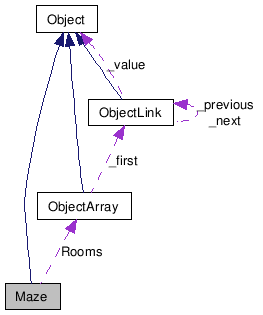 Object
_value
_previous
ObjectLink
_next
_first
ObjectArray
Rooms
Maze